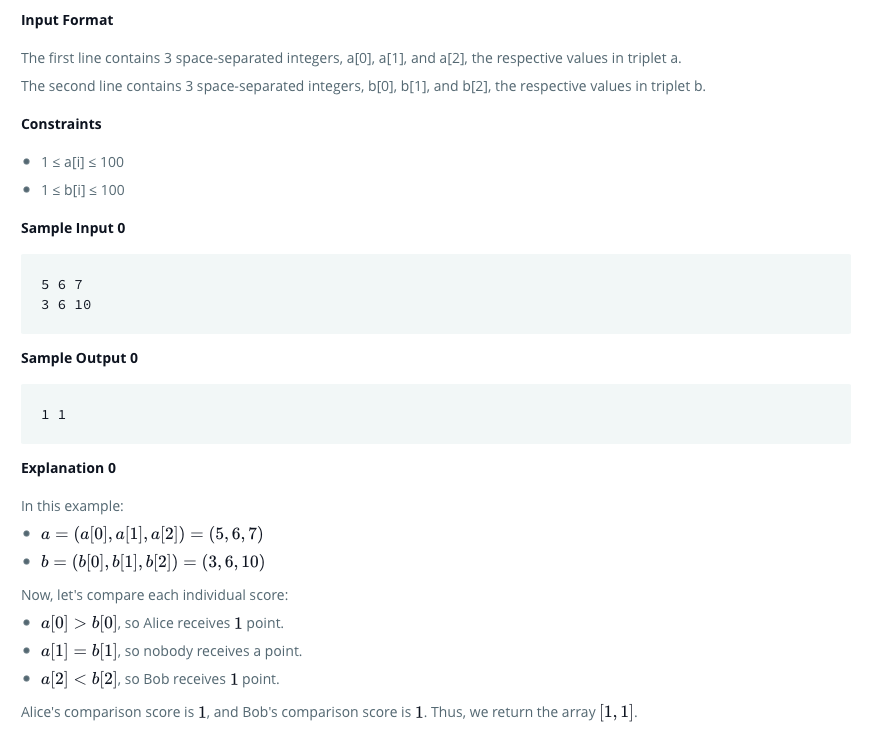 Input Format
The first line contains 3 space-separated integers, a[0], a[1], and a[2], the respective values in triplet a.
The second line contains 3 space-separated integers, b[0], b[1], and b[2], the respective values in triplet b.
Constraints
• 1 ≤ a[i] ≤ 100
• 1 ≤ b[i] ≤ 100
Sample Input 0
5 6 7
3 6 10
Sample Output 0
1 1
Explanation 0
In this example:
• a = (a[0], a[1], a[2]) = (5, 6, 7)
• b = (b[0], b[1], b[2]) = (3, 6, 10)
Now, let's compare each individual score:
• a[0] > b[0], so Alice receives 1 point.
• a[1] = b[1], so nobody receives a point.
• a[2] < b[2], so Bob receives 1 point.
Alice's comparison score is 1, and Bob's comparison score is 1. Thus, we return the array [1, 1].